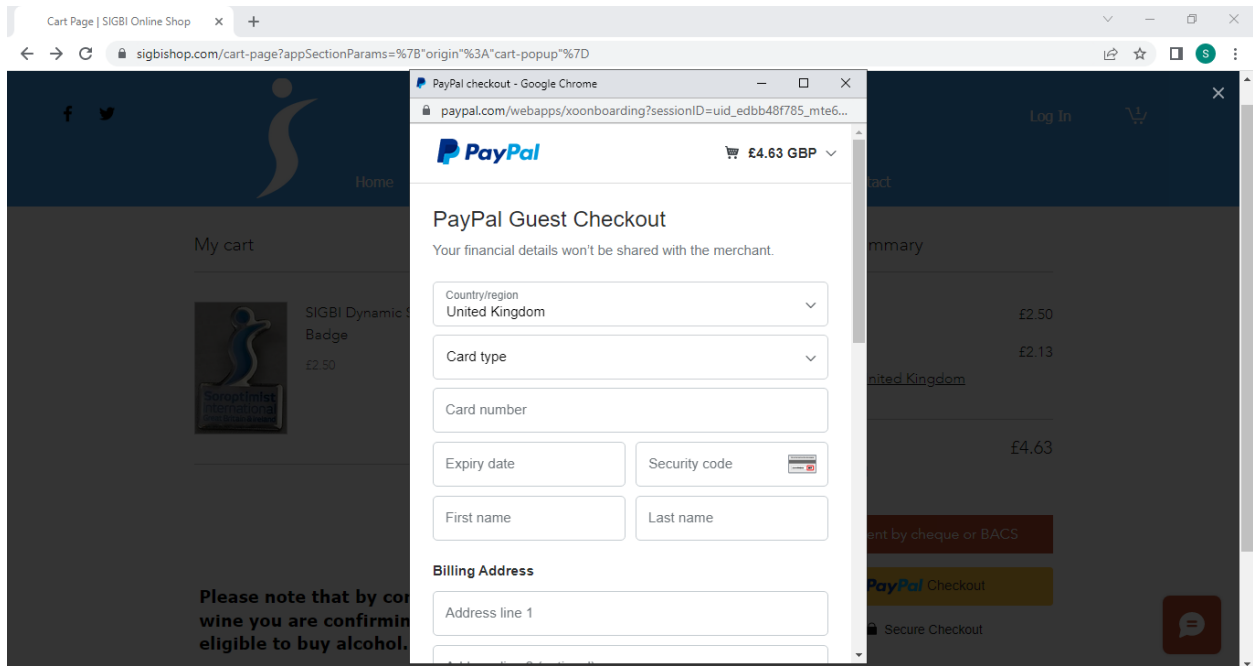 Cart Page | SIGBI Online Shop
sigbishop.com/cart-page?appSectionParams=%7B"origin"%3A"cart-popup"%7D
S
PayPal checkout - Google Chrome
paypal.com/webapps/xoonboarding?sessionID=uid_edbb48f785_mte6...
Log In
1
Home
tact
PayPal
£4.63 GBP
PayPal Guest Checkout
Your financial details won't be shared with the merchant.
Country/region
United Kingdom
Card type
Card number
Expiry date
Security code
First name
Last name
Billing Address
Address line 1
My cart
SIGBI Dynamic S
Badge
£2.50
Soroptimist
International
mmary
£2.50
£2.13
nited Kingdom
£4.63
ent by cheque or BACS
PayPal Checkout
Secure Checkout
Please note that by cor
wine you are confirmin
eligible to buy alcohol.